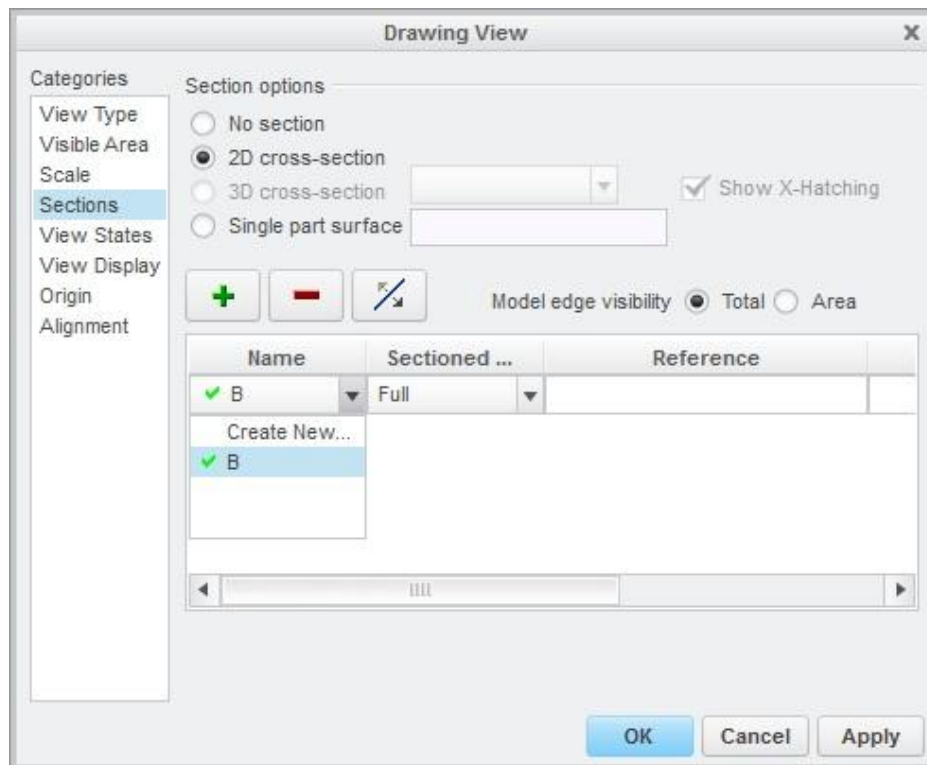 Drawing View
Categories
View Type
Visible Area
Scale
Sections
View States
View Display
Origin
Alignment
Section options
No section
2D cross-section
3D cross-section
Show X-Hatching
Single part surface
Model edge visibility Total Area
Name Sectioned ... Reference
B Full
Create New...
B
OK Cancel Apply